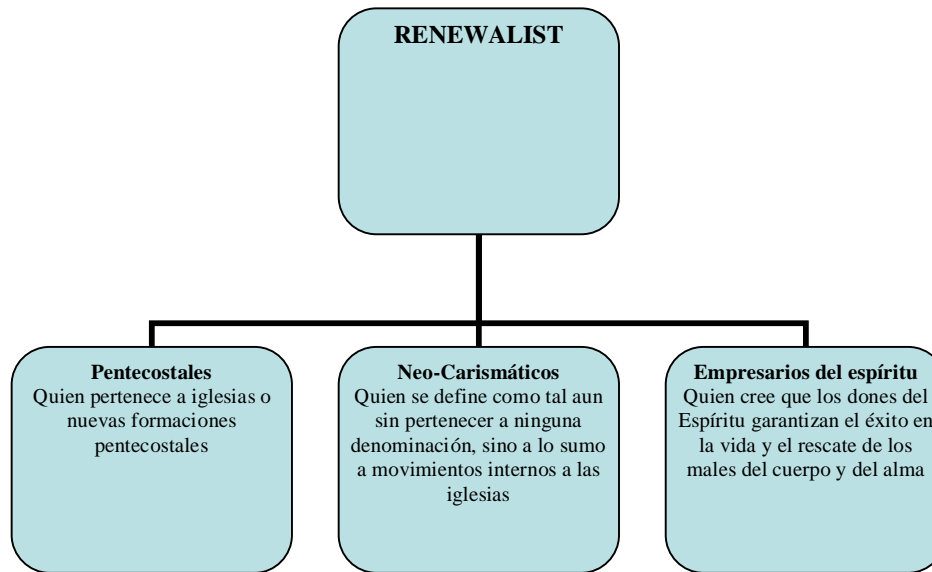 RENEWALIST
Pentecostales
Quien pertenece a iglesias o
nuevas formaciones
pentecostales
Neo-Carismáticos
Quien se define como tal aun
sin pertenecer a ninguna
denominación, sino a lo sumo
a movimientos internos a las
iglesias
Empresarios del espíritu
Quien cree que los dones del
Espíritu garantizan el éxito en
la vida y el rescate de los
males del cuerpo y del alma